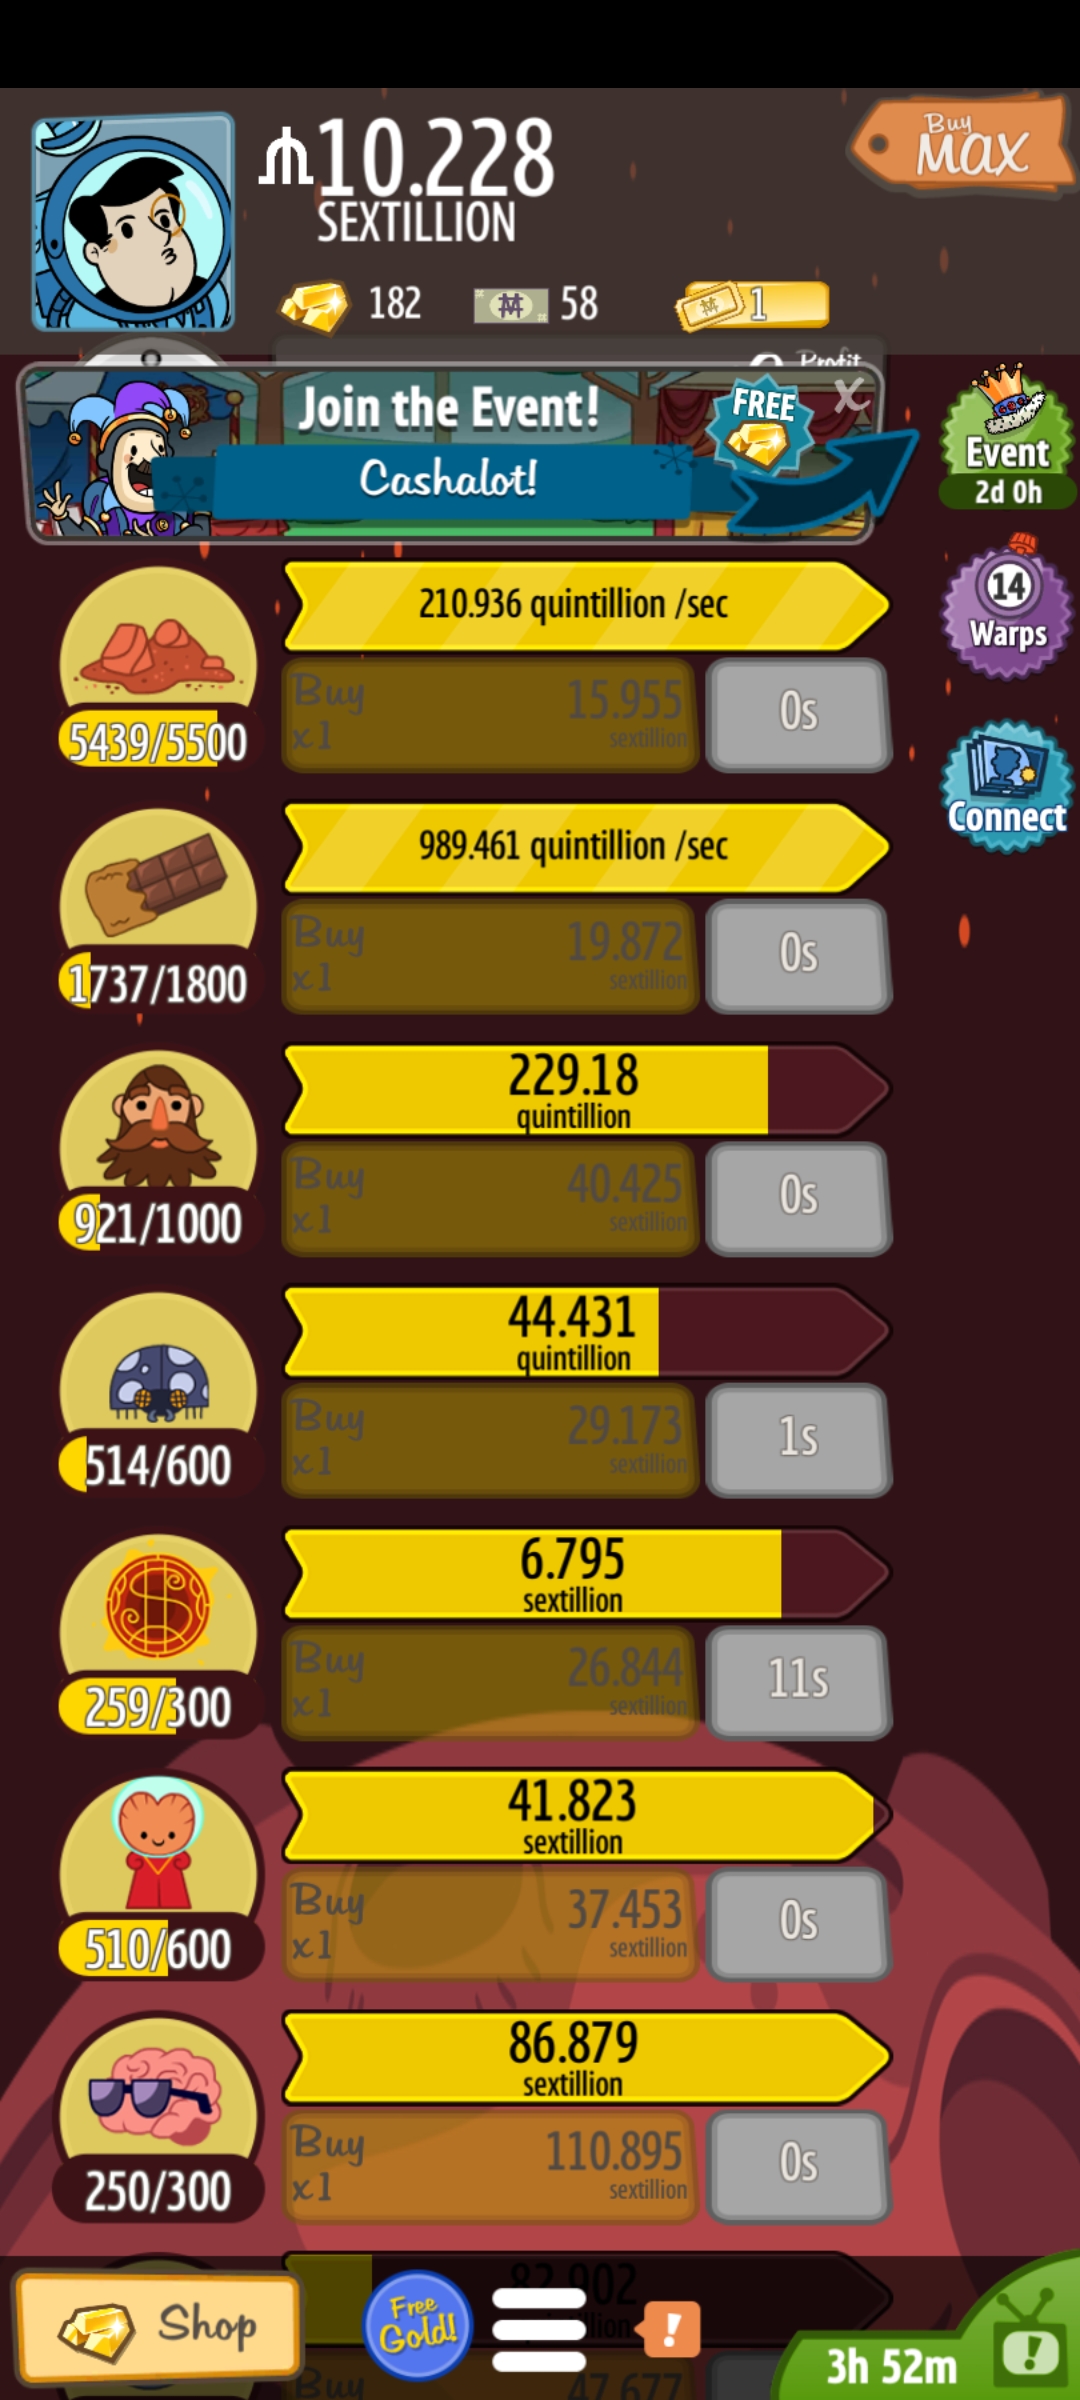 Buy
MAX
10.228
SEXTILLION
182
58
1
Profit
Join the Event!
FREE
X
Cashalot!
Event
2d 0h
210.936 quintillion /sec
14
Warps
Buy
x1
15.955
sextillion
0s
5439/5500
Connect
989.461 quintillion /sec
Buy
x1
19.872
sextillion
0s
1737/1800
229.18
quintillion
Buy
x1
40.425
sextillion
0s
921/1000
44.431
quintillion
Buy
x1
29.173
sextillion
1s
514/600
6.795
sextillion
Buy
x1
26.844
sextillion
11s
259/300
41.823
sextillion
Buy
x1
37.453
sextillion
0s
510/600
86.879
sextillion
Buy
x1
110.895
sextillion
0s
250/300
Shop
Free
Gold!
!
3h 52m
!
Buy
47.677